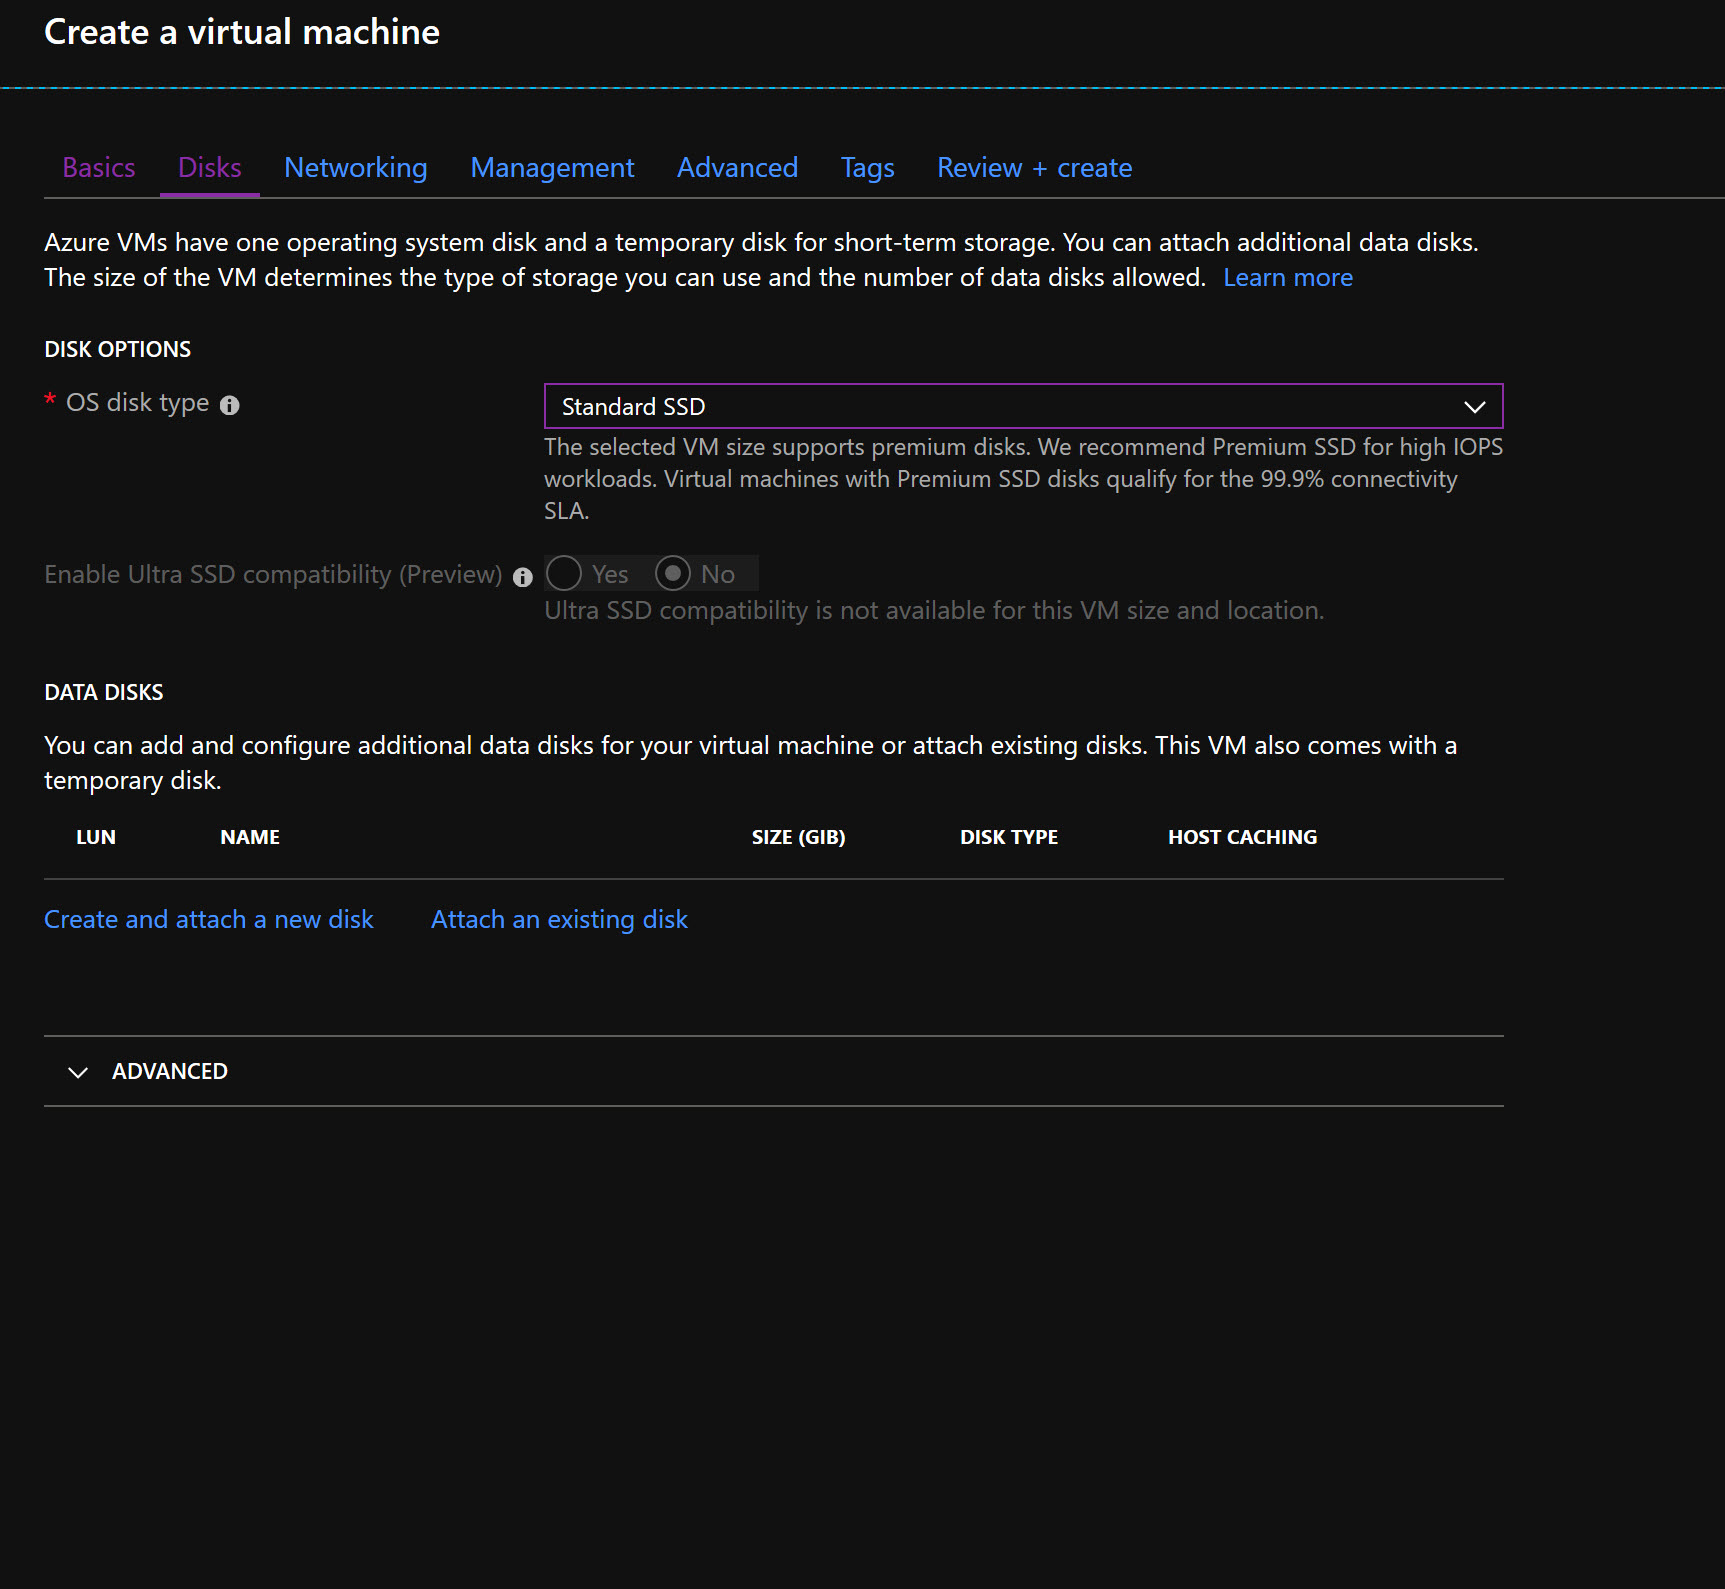 Create a virtual machine
Basics Disks Networking Management Advanced Tags Review + create
Azure VMs have one operating system disk and a temporary disk for short-term storage. You can attach additional data disks.
The size of the VM determines the type of storage you can use and the number of data disks allowed. Learn more
DISK OPTIONS
* OS disk type
Standard SSD
The selected VM size supports premium disks. We recommend Premium SSD for high IOPS
workloads. Virtual machines with Premium SSD disks qualify for the 99.9% connectivity
SLA.
Enable Ultra SSD compatibility (Preview) Yes No
Ultra SSD compatibility is not available for this VM size and location.
DATA DISKS
You can add and configure additional data disks for your virtual machine or attach existing disks. This VM also comes with a
temporary disk.
LUN NAME SIZE (GIB) DISK TYPE HOST CACHING
Create and attach a new disk Attach an existing disk
ADVANCED